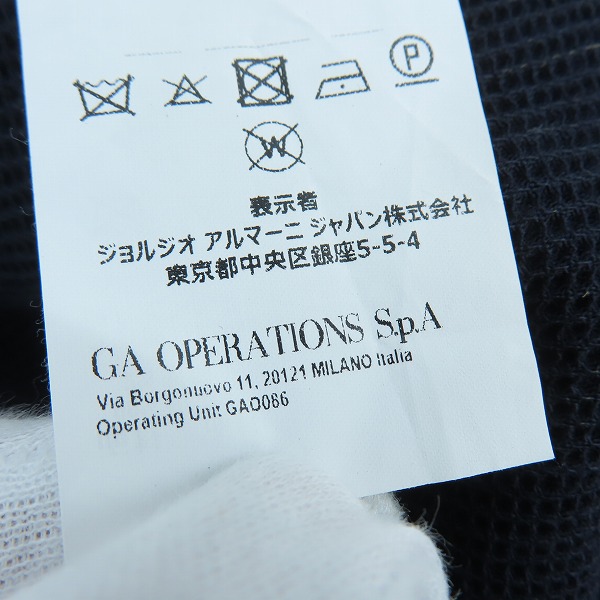 P
W
表示者
ジョルジオ アルマーニ ジャパン株式会社
東京都中央区銀座5-5-4
GA OPERATIONS S.p.A
Via Borgonuovo 11, 20121 MILANO Italia
Operating Unit GAO086